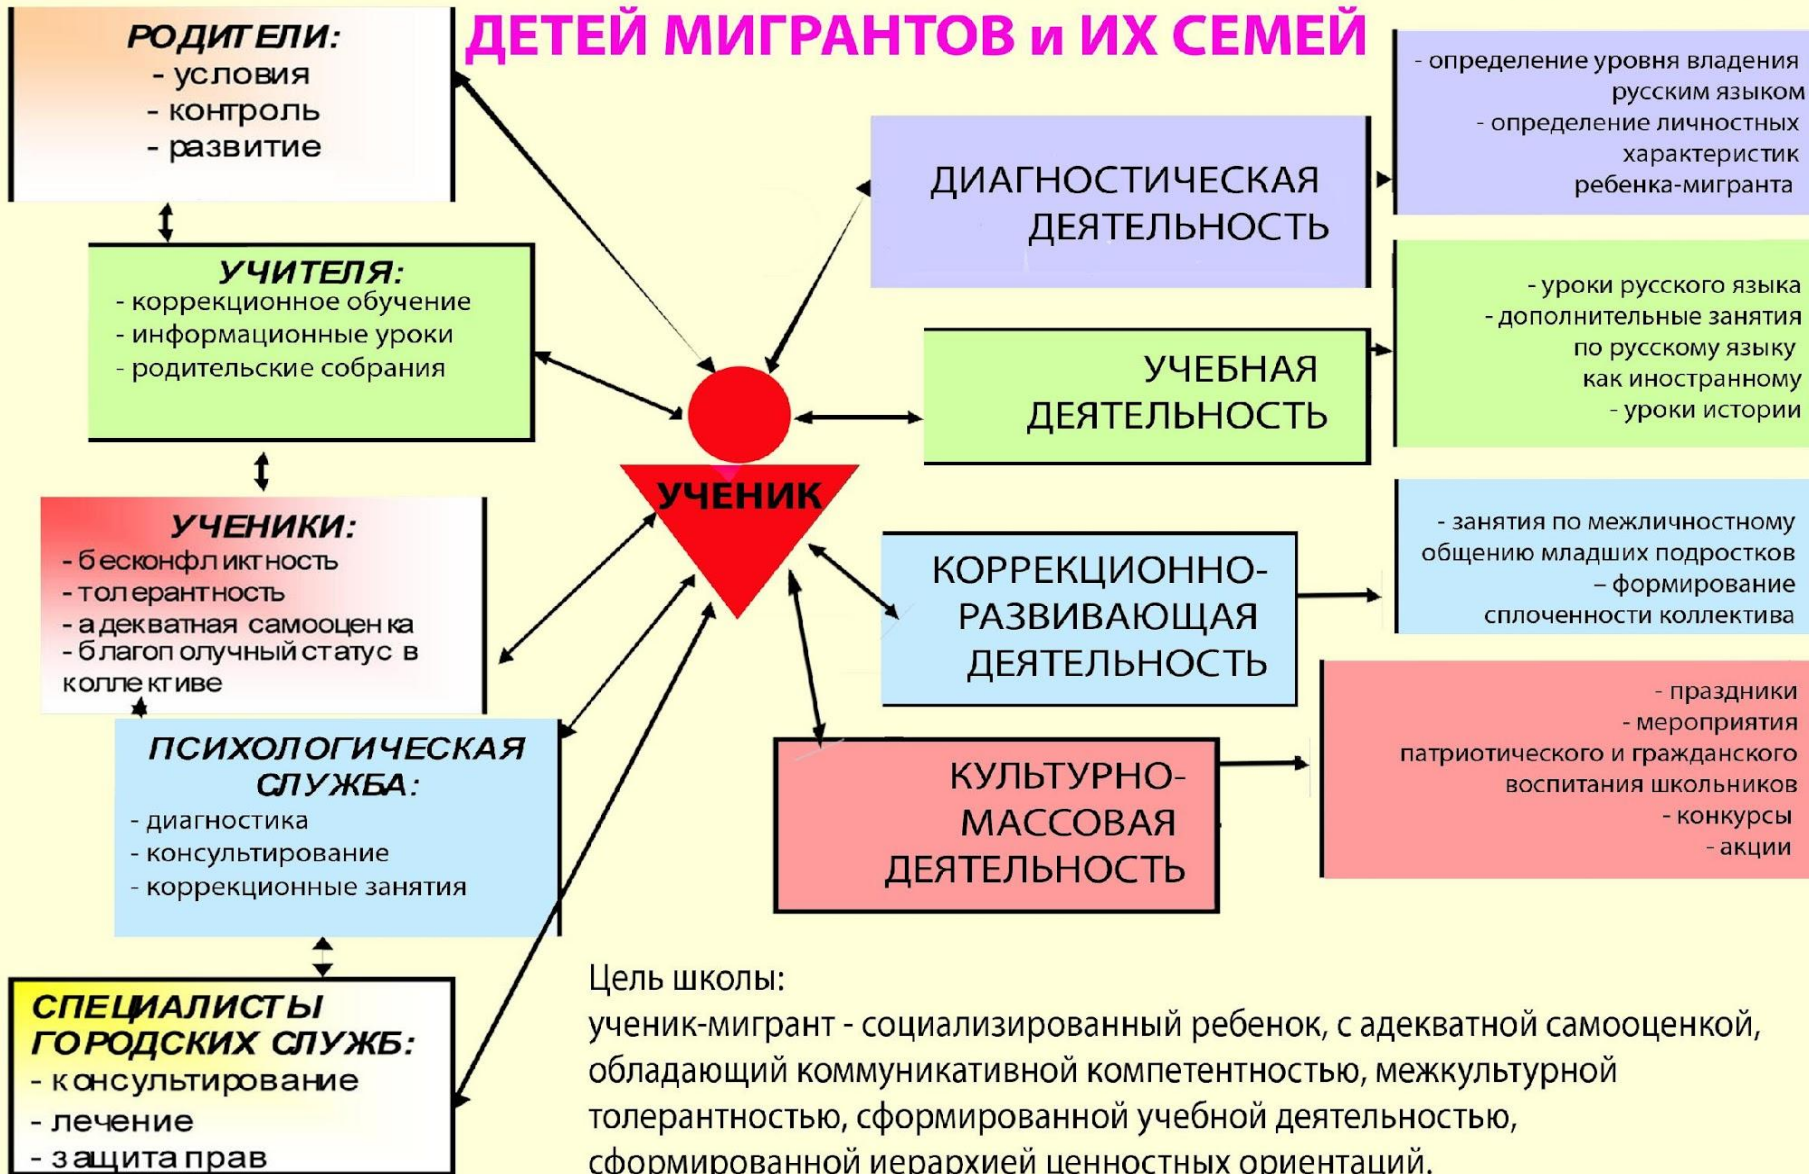 ДЕТЕЙ МИГРАНТОВ и ИХ СЕМЕЙ
РОДИТЕЛИ:
- условия
- контроль
- развитие
УЧИТЕЛЯ:
- коррекционное обучение
- информационные уроки
- родительские собрания
УЧЕНИКИ:
- бесконфликтность
- толерантность
- адекватная самооценка
- благополучный статус в
коллективе
ПСИХОЛОГИЧЕСКАЯ
СЛУЖБА:
- диагностика
- консультирование
- коррекционные занятия
СПЕЦИАЛИСТЫ
ГОРОДСКИХ СЛУЖБ:
- консультирование
- лечение
- защита прав
УЧЕНИК
ДИАГНОСТИЧЕСКАЯ
ДЕЯТЕЛЬНОСТЬ
- определение уровня владения
русским языком
- определение личностных
характеристик
ребенка-мигранта
УЧЕБНАЯ
ДЕЯТЕЛЬНОСТЬ
- уроки русского языка
- дополнительные занятия
по русскому языку
как иностранному
- уроки истории
КОРРЕКЦИОННО-
РАЗВИВАЮЩАЯ
ДЕЯТЕЛЬНОСТЬ
- занятия по межличностному
общению младших подростков
– формирование
сплоченности коллектива
КУЛЬТУРНО-
МАССОВАЯ
ДЕЯТЕЛЬНОСТЬ
- праздники
- мероприятия
патриотического и гражданского
воспитания школьников
- конкурсы
- акции
Цель школы:
ученик-мигрант - социализированный ребенок, с адекватной самооценкой,
обладающий коммуникативной компетентностью, межкультурной
толерантностью, сформированной учебной деятельностью,
сформированной иерархией ценностных ориентаций.